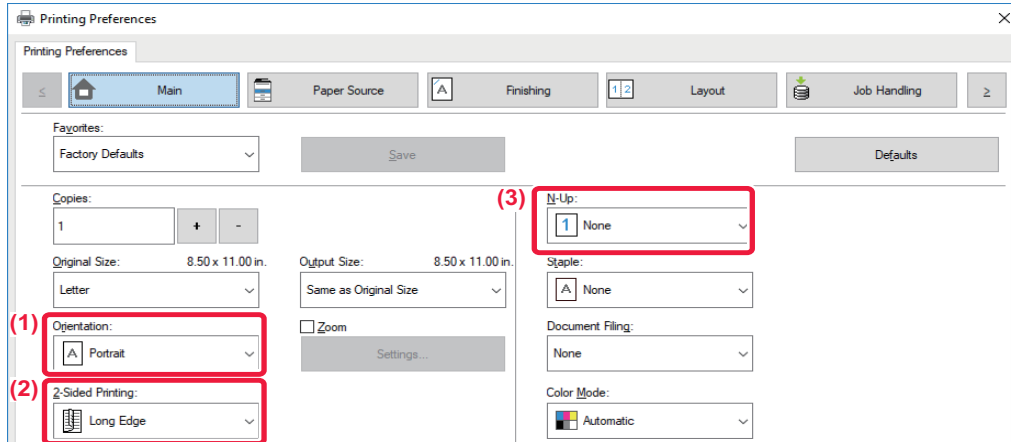 Printing Preferences
Printing Preferences
≤ Main Paper Source A Finishing 1 2 Layout Job Handling ≥
Favorites:
Factory Defaults Save Defaults
Copies: (3) N-Up:
1 + - 1 None
Original Size: 8.50 x 11.00 in. Output Size: 8.50 x 11.00 in. Staple:
Letter Same as Original Size A None
(1) Orientation: Zoom Document Filing:
A Portrait Settings... None
(2) 2-Sided Printing: Color Mode:
Long Edge Automatic